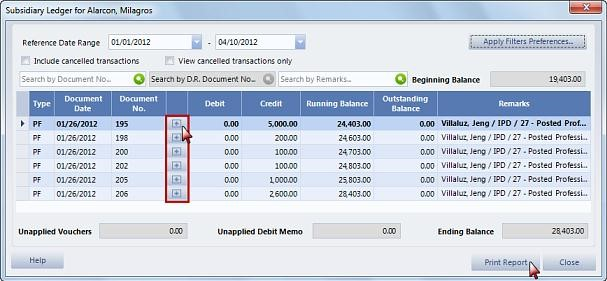 Subsidiary Ledger for Alarcon, Milagros
Reference Date Range 01/01/2012 - 04/10/2012 Apply Filters Preferences...
Include cancelled transactions View cancelled transactions only
Search by Document No... Search by D.R. Document No... Search by Remarks... Beginning Balance 19,403.00
Type Document Date Document No. Debit Credit Running Balance Outstanding Balance Remarks
PF 01/26/2012 195 0.00 5,000.00 24,403.00 0.00 Villaluz, Jeng / IPD / 27 - Posted Prof...
PF 01/26/2012 198 0.00 200.00 24,603.00 0.00 Villaluz, Jeng / IPD / 27 - Posted Professi...
PF 01/26/2012 200 0.00 100.00 24,703.00 0.00 Villaluz, Jeng / IPD / 27 - Posted Professi...
PF 01/26/2012 202 0.00 100.00 24,803.00 0.00 Villaluz, Jeng / IPD / 27 - Posted Professi...
PF 01/26/2012 205 0.00 1,000.00 25,803.00 0.00 Villaluz, Jeng / IPD / 27 - Posted Professi...
PF 01/26/2012 206 0.00 2,600.00 28,403.00 0.00 Villaluz, Jeng / IPD / 27 - Posted Professi...
Unapplied Vouchers 0.00 Unapplied Debit Memo 0.00 Ending Balance 28,403.00
Help Print Report Close